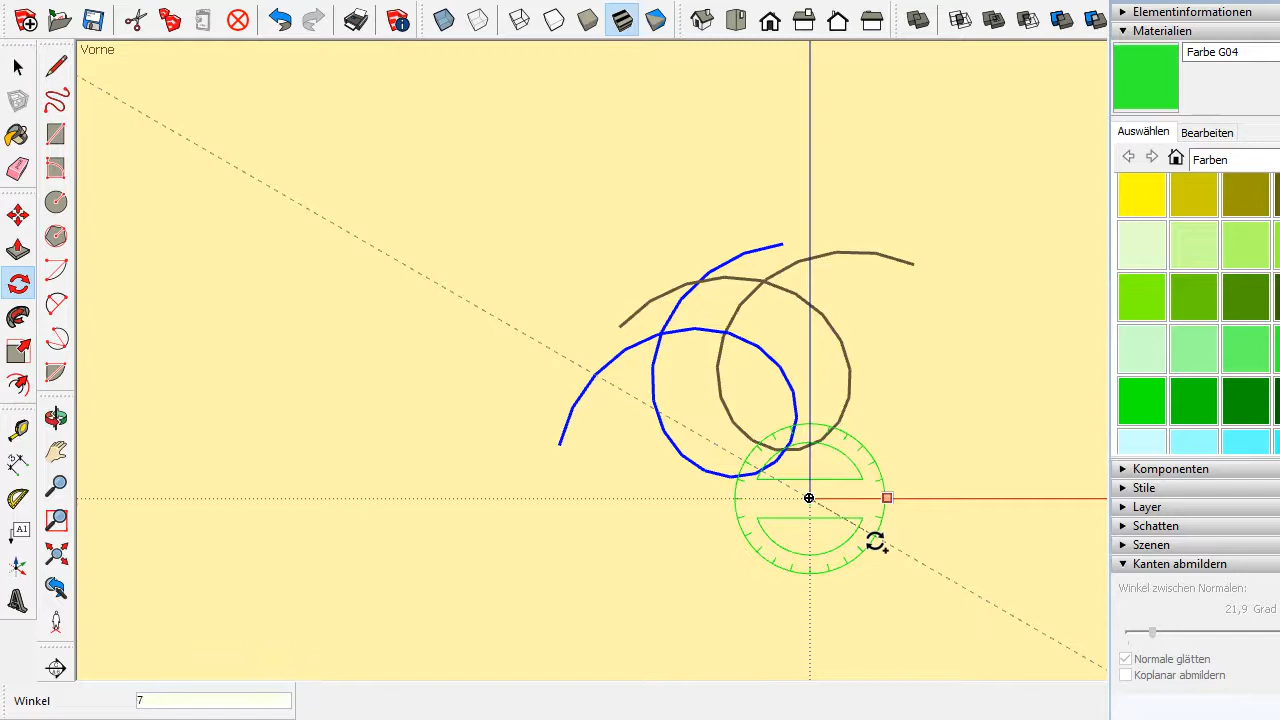 Elementinformationen
Materialien
Vorne
Farbe G04
Auswählen
Bearbeiten
Farben
A1
Komponenten
Stile
Layer
Schatten
Szenen
Kanten abmildern
Winkel zwischen Normalen:
21,9 Grad
Normale glätten
Koplanar abmildern
Winkel
7